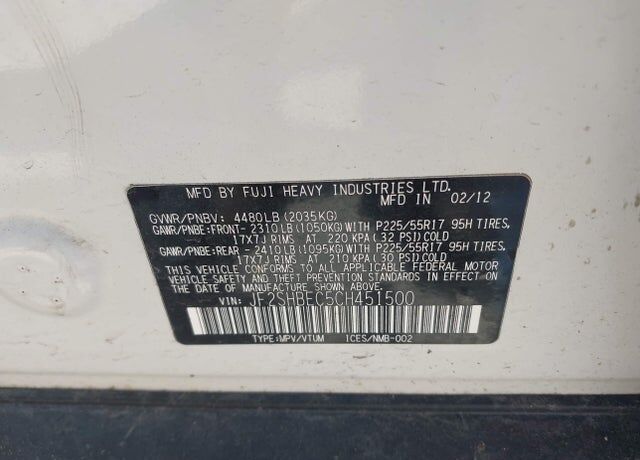 MFD BY FUJI HEAVY INDUSTRIES LTD.
MFD IN 02/12
GVWR/PNBV: 4480LB(2035KG)
GAWR/PNBE:FRONT-2310LB(1050KG)WITH P225/55R17 95H TIRES,
17X7J RIMS AT 220 KPA(32 PSI)COLD
GAWR/PNBE:REAR -2410LB(1095KG)WITH P225/55R17 95H TIRES,
17X7J RIMS AT 210 KPA(30 PSI)COLD
THIS VEHICLE CONFORMS TO ALL APPLICABLE FEDERAL MOTOR
VEHICLE SAFETY AND THEFT PREVENTION STANDARDS IN EFFECT ON
THE DATE OF MANUFACTURE SHOWN ABOVE.
VIN: JF2SHBEC5CH451500
TYPE:MPV/VTUM ICES/NMB-002